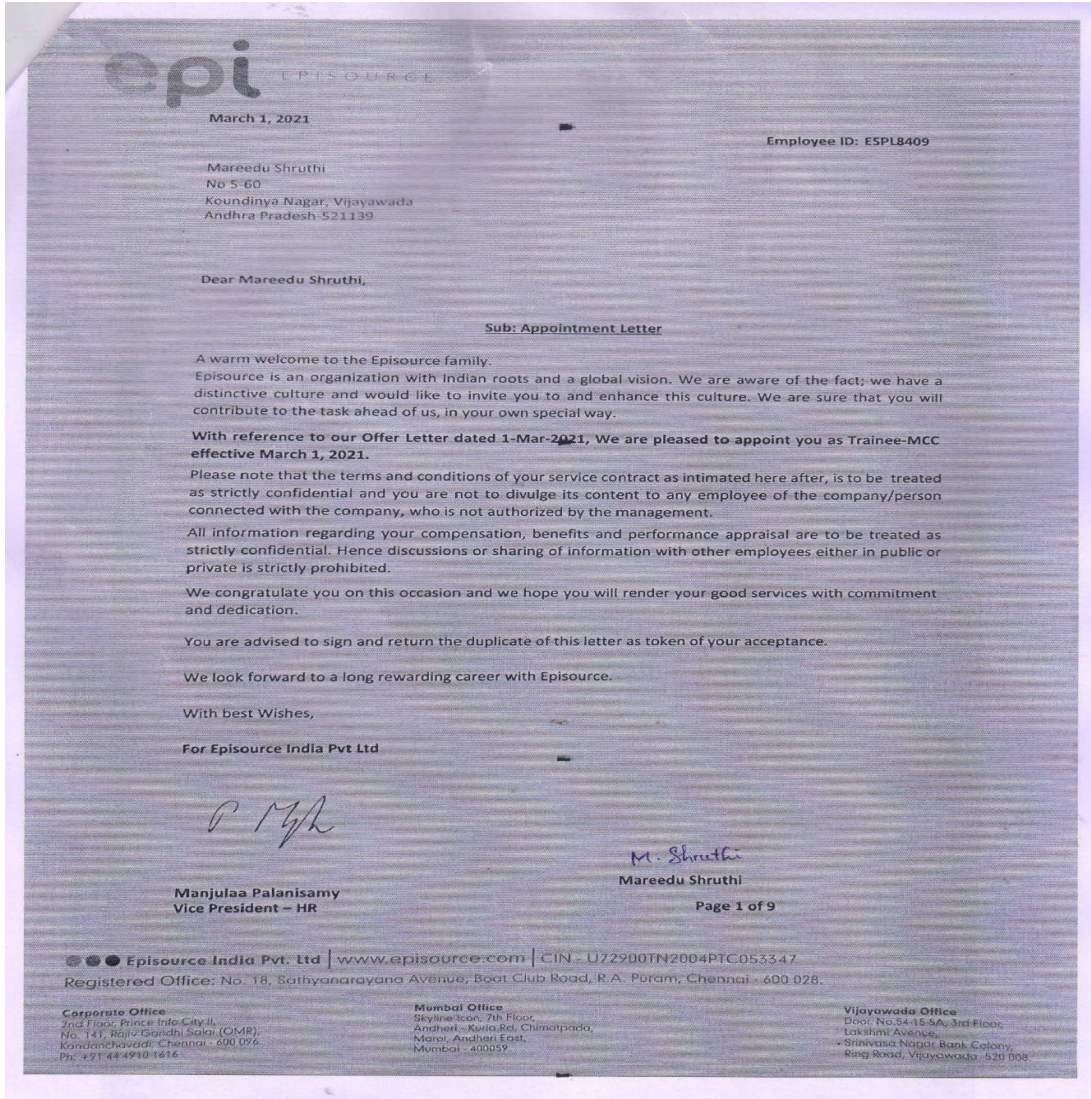 epi EPISOURCE
March 1, 2021
Employee ID: ESPL8409
Mareedu Shruthi
No 5-60
Koundinya Nagar, Vijayawada
Andhra Pradesh 521139
Dear Mareedu Shruthi,
Sub: Appointment Letter
A warm welcome to the Episource family.
Episource is an organization with Indian roots and a global vision. We are aware of the fact; we have a
distinctive culture and would like to invite you to and enhance this culture. We are sure that you will
contribute to the task ahead of us, in your own special way.
With reference to our Offer Letter dated 1-Mar-2021, We are pleased to appoint you as Trainee-MCC
effective March 1, 2021.
Please note that the terms and conditions of your service contract as intimated here after, is to be treated
as strictly confidential and you are not to divulge its content to any employee of the company/person
connected with the company, who is not authorized by the management.
All information regarding your compensation, benefits and performance appraisal are to be treated as
strictly confidential. Hence discussions or sharing of information with other employees either in public or
private is strictly prohibited.
We congratulate you on this occasion and we hope you will render your good services with commitment
and dedication.
You are advised to sign and return the duplicate of this letter as token of your acceptance.
We look forward to a long rewarding career with Episource.
With best Wishes,
For Episource India Pvt Ltd
M. Shruthi
Mareedu Shruthi
Manjulaa Palanisamy
Vice President – HR
Page 1 of 9
Episource India Pvt. Ltd | www.episource.com | CIN - U72900TN2004PTC053347
Registered Office: No. 18, Sathyanarayana Avenue, Boat Club Road, R.A. Puram, Chennai - 600 028.
Corporate Office
2nd Floor, Prince Info City II,
No. 141, Rajiv Gandhi Salai (OMR),
Kandanchavadi, Chennai - 600 096.
Ph: +91 44 4910 1616
Mumbai Office
Skyline Icon, 7th Floor,
Andheri - Kurla Rd, Chimatpada,
Marol, Andheri East,
Mumbai - 400059
Vijayawada Office
Door. No.54-15-5A, 3rd Floor,
Lakshmi Avenue,
Srinivasa Nagar Bank Colony,
Ring Road, Vijayawada -520 008.